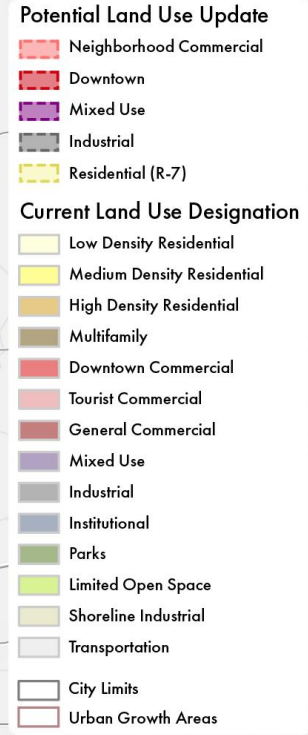 Potential Land Use Update
Neighborhood Commercial
Downtown
Mixed Use
Industrial
Residential (R-7)
Current Land Use Designation
Low Density Residential
Medium Density Residential
High Density Residential
Multifamily
Downtown Commercial
Tourist Commercial
General Commercial
Mixed Use
Industrial
Institutional
Parks
Limited Open Space
Shoreline Industrial
Transportation
City Limits
Urban Growth Areas